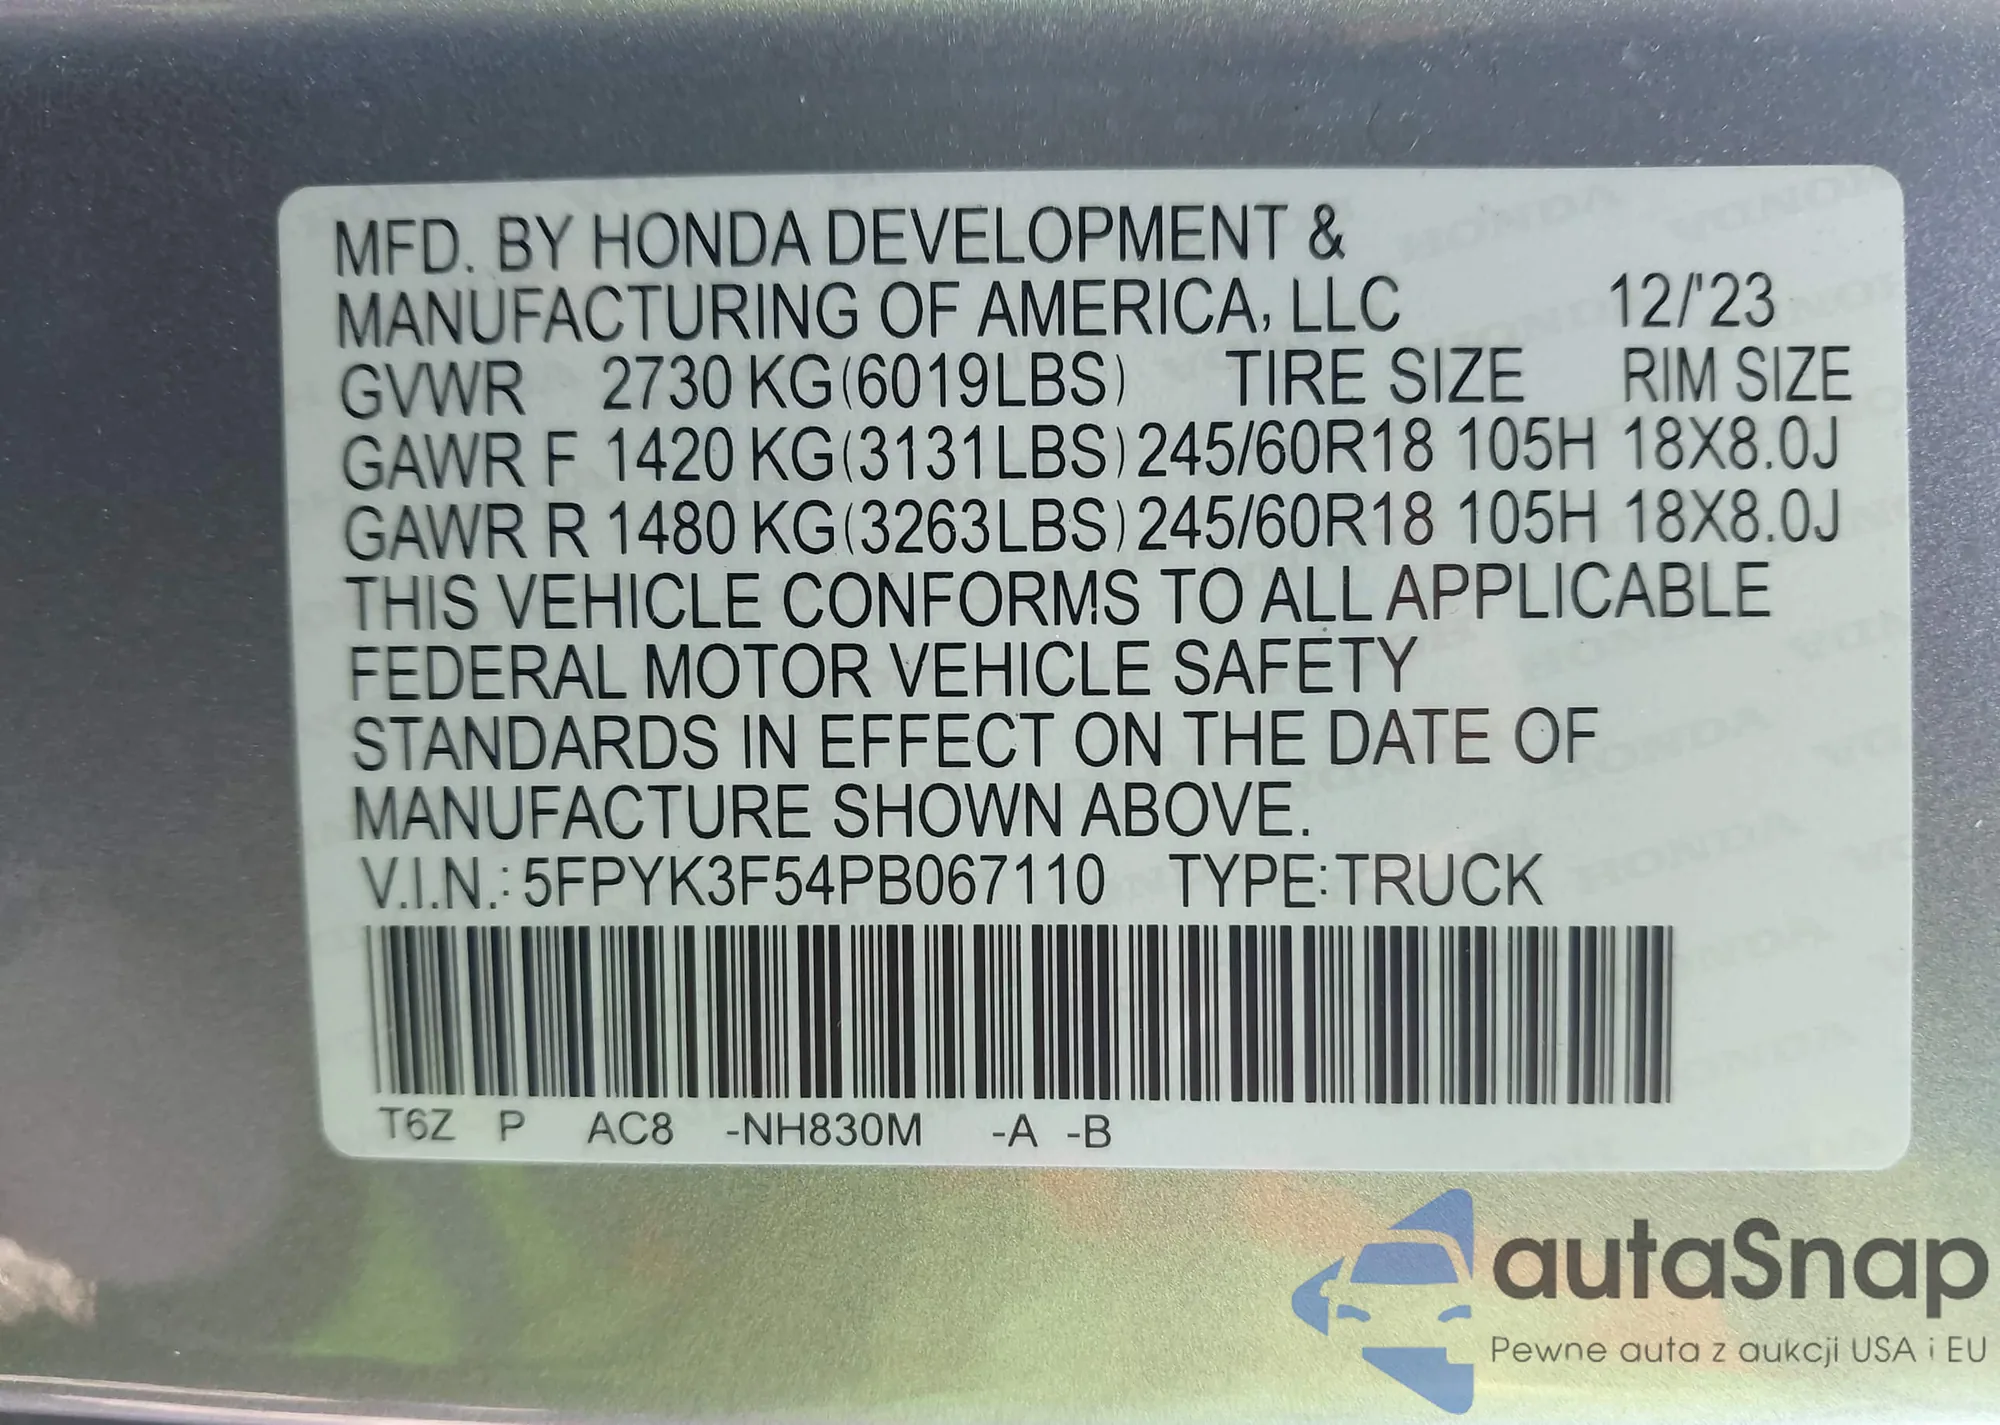 MFD. BY HONDA DEVELOPMENT &
MANUFACTURING OF AMERICA, LLC 12/'23
GVWR 2730 KG(6019LBS) TIRE SIZE RIM SIZE
GAWR F 1420 KG(3131LBS) 245/60R18 105H 18X8.0J
GAWR R 1480 KG(3263LBS) 245/60R18 105H 18X8.0J
THIS VEHICLE CONFORMS TO ALL APPLICABLE
FEDERAL MOTOR VEHICLE SAFETY
STANDARDS IN EFFECT ON THE DATE OF
MANUFACTURE SHOWN ABOVE.
V.I.N.: 5FPYK3F54PB067110 TYPE:TRUCK
T6Z P AC8 -NH830M -A -B
autaSnap
Pewne auta z aukcji USA i EU